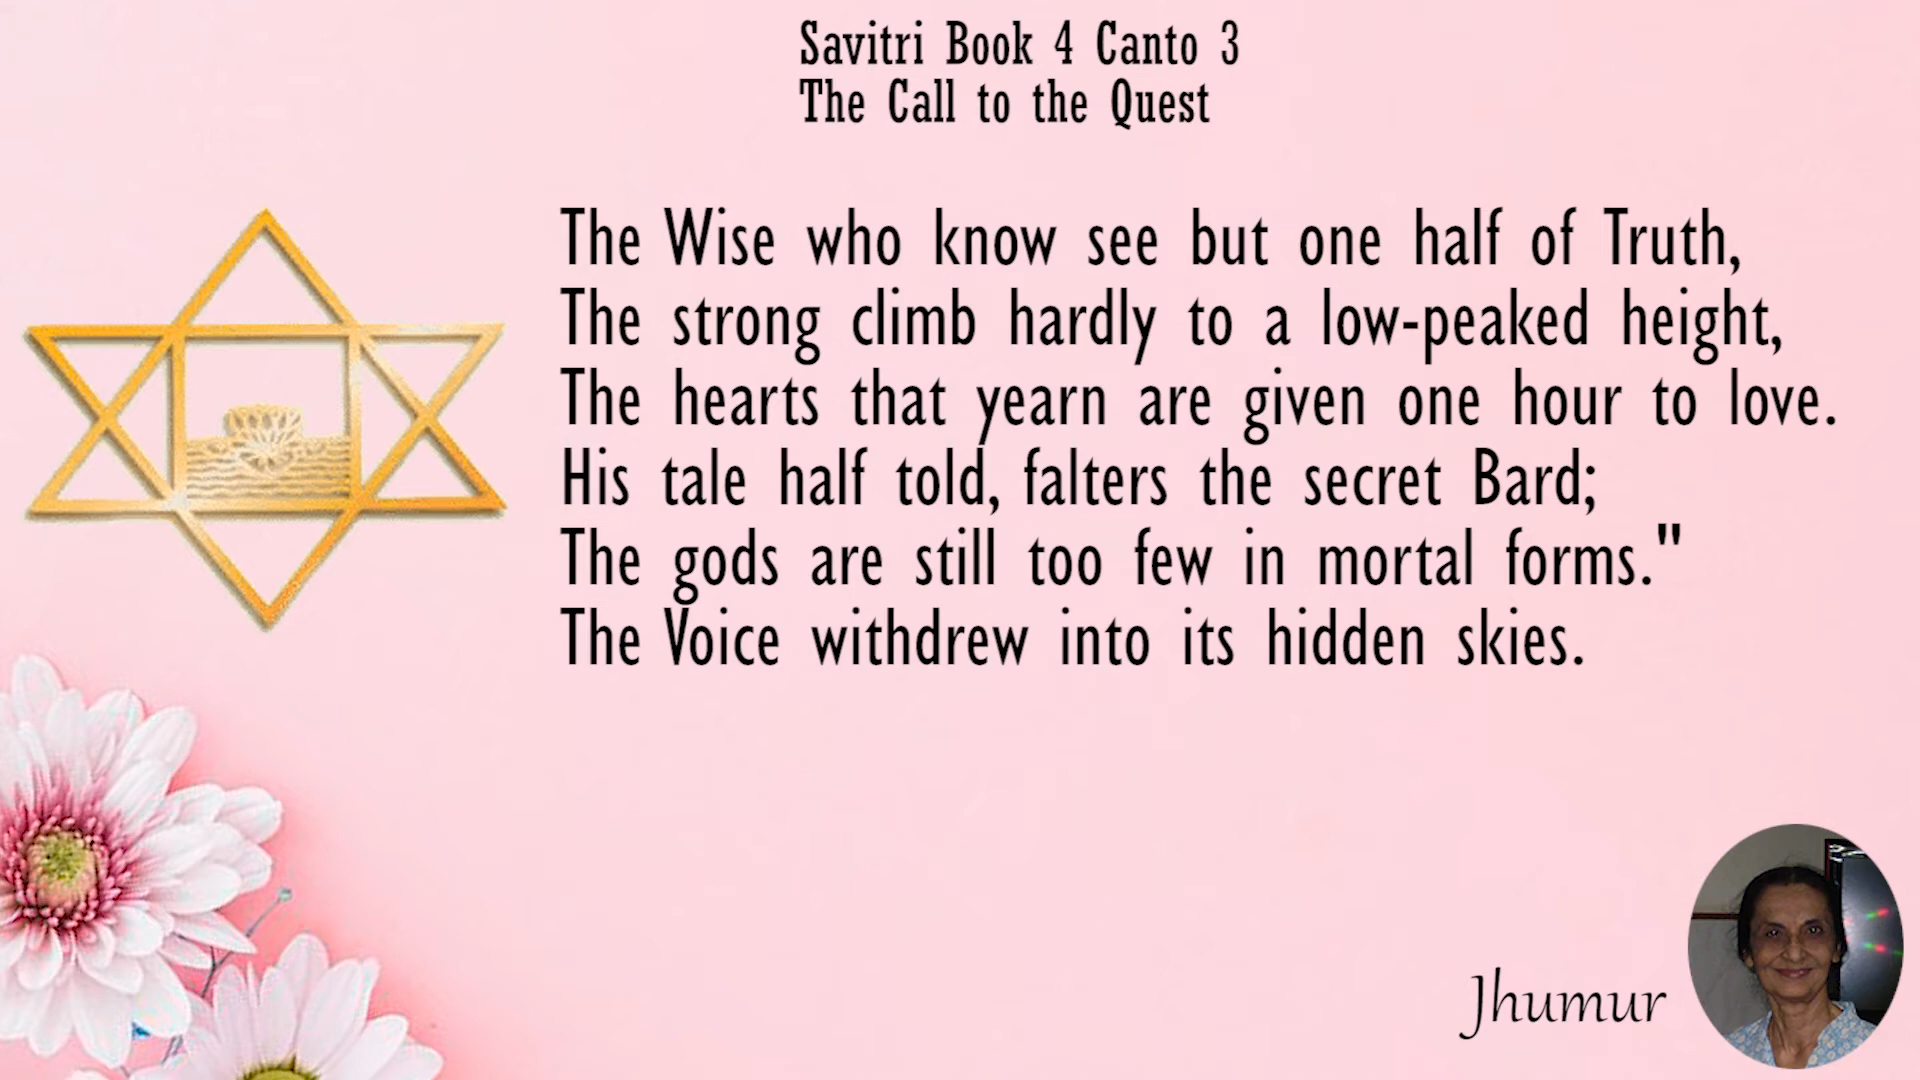 Savitri Book 4 Canto 3
The Call to the Quest
The Wise who know see but one half of Truth,
The strong climb hardly to a low-peaked height,
The hearts that yearn are given one hour to love.
His tale half told, falters the secret Bard;
The gods are still too few in mortal forms."
The Voice withdrew into its hidden skies.
Jhumur